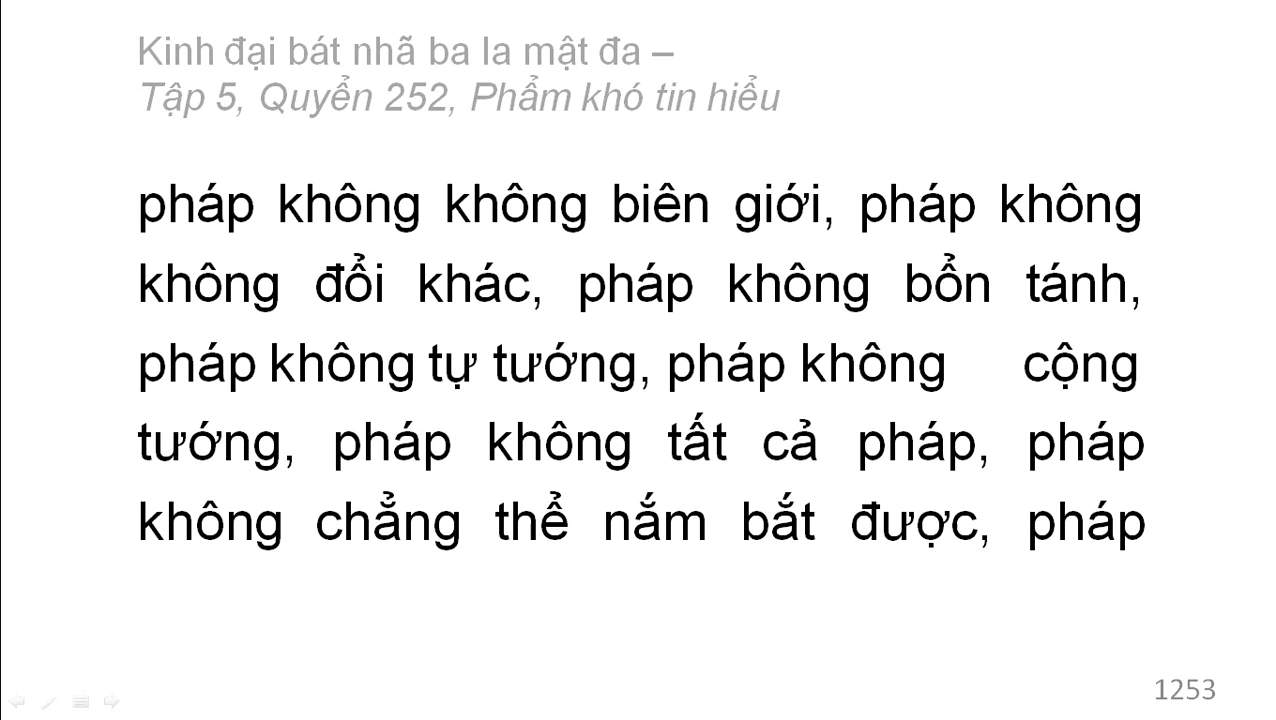 Kinh đại bát nhã ba la mật đa –
Tập 5, Quyển 252, Phẩm khó tin hiểu
pháp không không biên giới, pháp không
không đổi khác, pháp không bổn tánh,
pháp không tự tướng, pháp không cộng
tướng, pháp không tất cả pháp, pháp
không chẳng thể nắm bắt được, pháp
1253